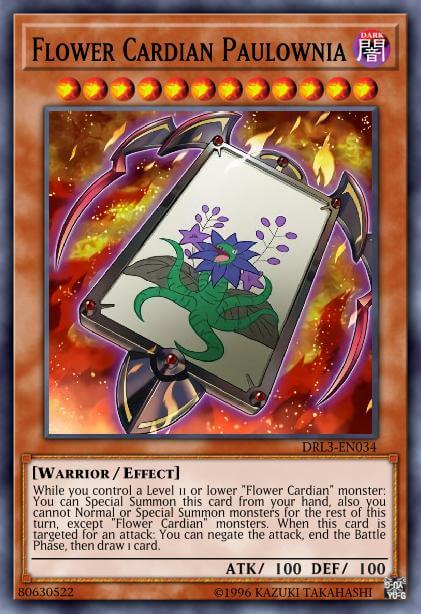 FLOWER CARDIAN PAULOWNIA
DARK
闇
DRL3-EN034
[WARRIOR / EFFECT]
While you control a Level 11 or lower "Flower Cardian" monster:
You can Special Summon this card from your hand, also you
cannot Normal or Special Summon monsters for the rest of this
turn, except "Flower Cardian" monsters. When this card is
targeted for an attack: You can negate the attack, end the Battle
Phase, then draw 1 card.
ATK/ 100 DEF/ 100
80630522
©1996 KAZUKI TAKAHASHI